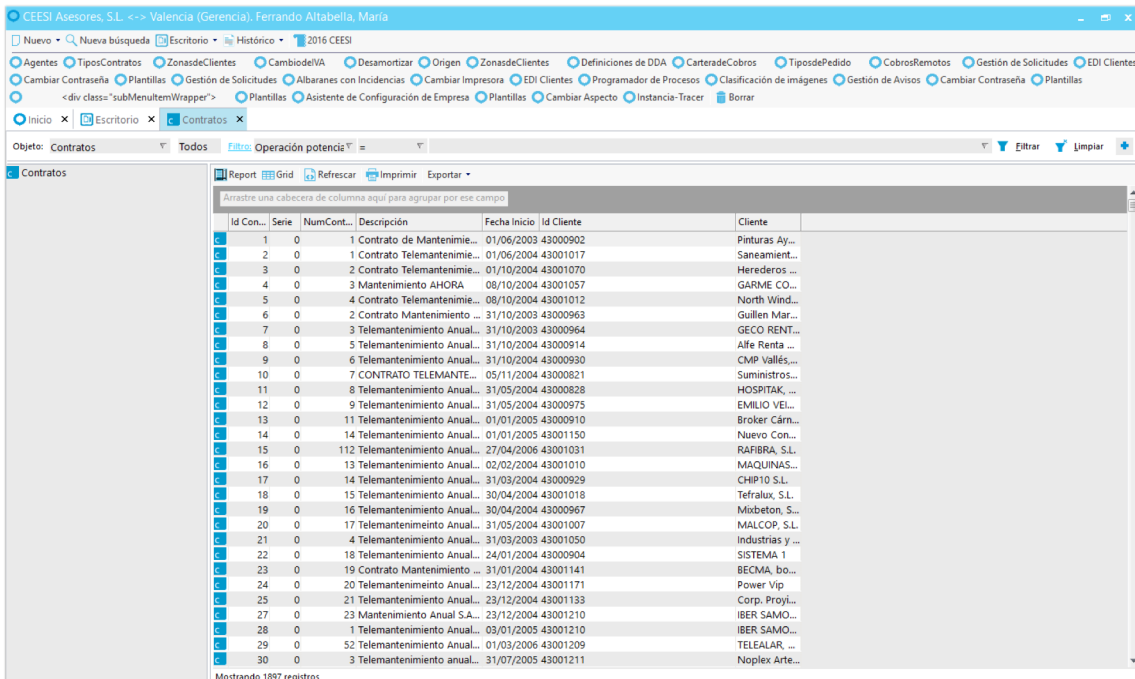 CEESI Asesores, S.L. <-> Valencia (Gerencia). Ferrando Altabella, María
Nuevo Nueva búsqueda Escritorio Histórico 2016 CEESI
Agentes TiposContratos ZonasdeClientes CambiodeIVA Desamortizar Origen ZonasdeClientes Definiciones de DDA CarteradeCobros TiposdePedido CobrosRemotos Gestión de Solicitudes EDI Clientes
Cambiar Contraseña Plantillas Gestión de Solicitudes Albaranes con Incidencias Cambiar Impresora EDI Clientes Programador de Procesos Clasificación de imágenes Gestión de Avisos Cambiar Contraseña Plantillas
<div class="subMenuItemWrapper"> Plantillas Asistente de Configuración de Empresa Plantillas Cambiar Aspecto Instancia-Tracer Borrar
Inicio x Escritorio x c Contratos x
Objeto: Contratos Todos Filtro: Operación potencia = Filtrar Limpiar
c Contratos
Report Grid Refrescar Imprimir Exportar
Arrastre una cabecera de columna aquí para agrupar por ese campo
Id Con... Serie NumCont... Descripción Fecha Inicio Id Cliente Cliente
c 1 0 1 Contrato de Mantenimie... 01/06/2003 43000902 Pinturas Ay...
c 2 0 1 Contrato Telemantenimie... 01/06/2004 43001017 Saneamient...
c 3 0 2 Contrato Telemantenimie... 01/10/2004 43001070 Herederos ...
c 4 0 3 Mantenimiento AHORA 08/10/2004 43001057 GARME CO...
c 5 0 4 Contrato Telemantenimie... 08/10/2004 43001012 North Wind...
c 6 0 2 Contrato Mantenimiento ... 31/10/2003 43000963 Guillen Mar...
c 7 0 3 Telemantenimiento Anual... 31/10/2003 43000964 GECO RENT...
c 8 0 5 Telemantenimiento Anual... 31/10/2004 43000914 Alfe Renta ...
c 9 0 6 Telemantenimiento Anual... 31/10/2004 43000930 CMP Vallés,...
c 10 0 7 CONTRATO TELEMANTE... 05/11/2004 43000821 Suministros...
c 11 0 8 Telemantenimiento Anual... 31/05/2004 43000828 HOSPITAK, ...
c 12 0 9 Telemantenimiento Anual... 31/05/2004 43000975 EMILIO VEI...
c 13 0 11 Telemantenimiento Anual... 01/01/2005 43000910 Broker Cárn...
c 14 0 14 Telemantenimiento Anual... 01/01/2005 43001150 Nuevo Con...
c 15 0 112 Telemantenimiento Anual... 27/04/2006 43001031 RAFIBRA, S.L.
c 16 0 13 Telemantenimiento Anual... 02/02/2004 43001010 MAQUINAS...
c 17 0 14 Telemantenimiento Anual... 31/03/2004 43000929 CHIP10 S.L.
c 18 0 15 Telemantenimiento Anual... 30/04/2004 43001018 Tefralux, S.L.
c 19 0 16 Telemantenimiento Anual... 30/04/2004 43000967 Mixbeton, S...
c 20 0 17 Telemantenimeinto Anual... 31/05/2004 43001007 MALCOP, S.L.
c 21 0 4 Telemantenimiento Anual... 31/03/2003 43001050 Industrias y ...
c 22 0 18 Telemantenimiento Anual... 24/01/2004 43000904 SISTEMA 1
c 23 0 19 Contrato Mantenimiento ... 31/01/2004 43001141 BECMA, bo...
c 24 0 20 Telemantenimeinto Anual... 23/12/2004 43001171 Power Vip
c 25 0 21 Telemantenimiento Anual... 23/12/2004 43001133 Corp. Proyi...
c 27 0 23 Mantenimiento Anual S.A... 23/12/2004 43001210 IBER SAMO...
c 28 0 1 Telemantenimiento Anual... 03/01/2005 43001210 IBER SAMO...
c 29 0 52 Telemantenimiento Anual... 01/03/2006 43001209 TELEALAR, ...
c 30 0 3 Telemantenimiento anual... 31/07/2005 43001211 Noplex Arte...
Mostrando 1897 registros